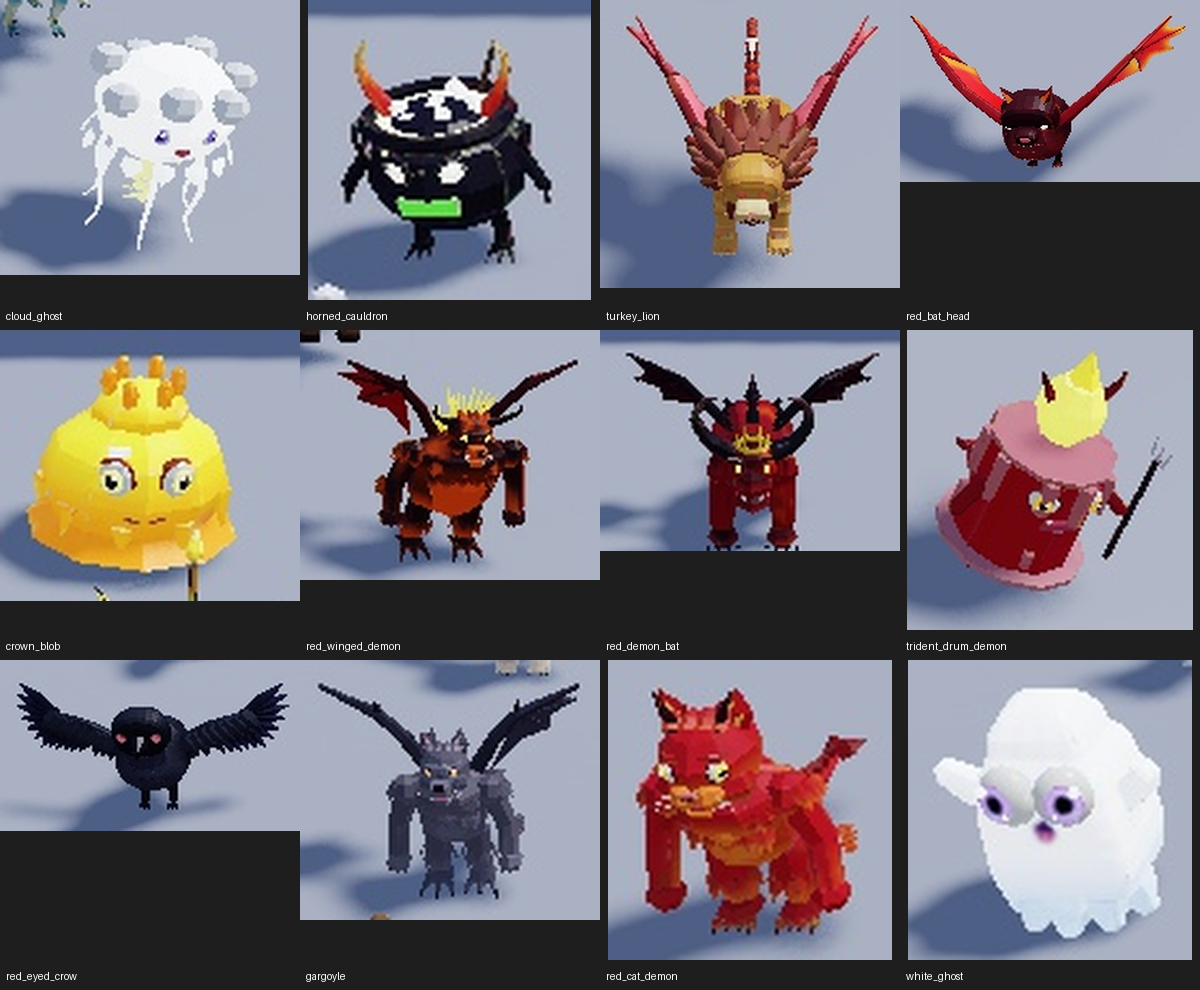 cloud_ghost
horned_cauldron
turkey_lion
red_bat_head
crown_blob
red_winged_demon
red_demon_bat
trident_drum_demon
red_eyed_crow
gargoyle
red_cat_demon
white_ghost